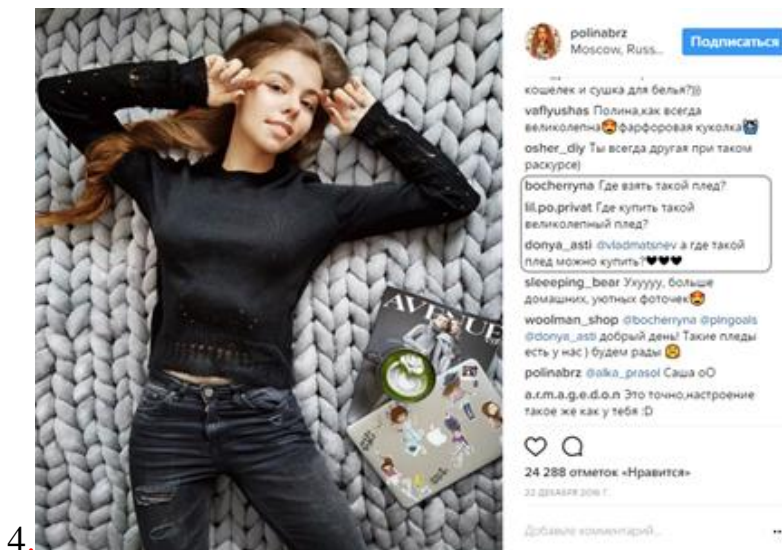 polinabrz
Moscow, Russ...
Подписаться
кошелек и сушка для белья?)))
vaflyushas Полина,как всегда
великолепна😍фарфоровая куколка🙀
osher_diy Ты всегда другая при таком
раскурсе)
bocherryna Где взять такой плед?
lil.po.privat Где купить такой
великолепный плед?
donya_asti @vladmatsnev а где такой
плед можно купить?🖤🖤🖤
sleeeping_bear Ухуууу, больше
домашних, уютных фоточек😍
woolman_shop @bocherryna @pingoals
@donya_asti добрый день! Такие пледы
есть у нас ) будем рады 😊
polinabrz @alka_prasol Саша оО
a.r.m.a.g.e.d.o.n Это точно,настроение
такое же как у тебя :D
24 288 отметок «Нравится»
22 ДЕКАБРЯ 2016 Г.
Добавьте комментарий...
AVENUE
4.